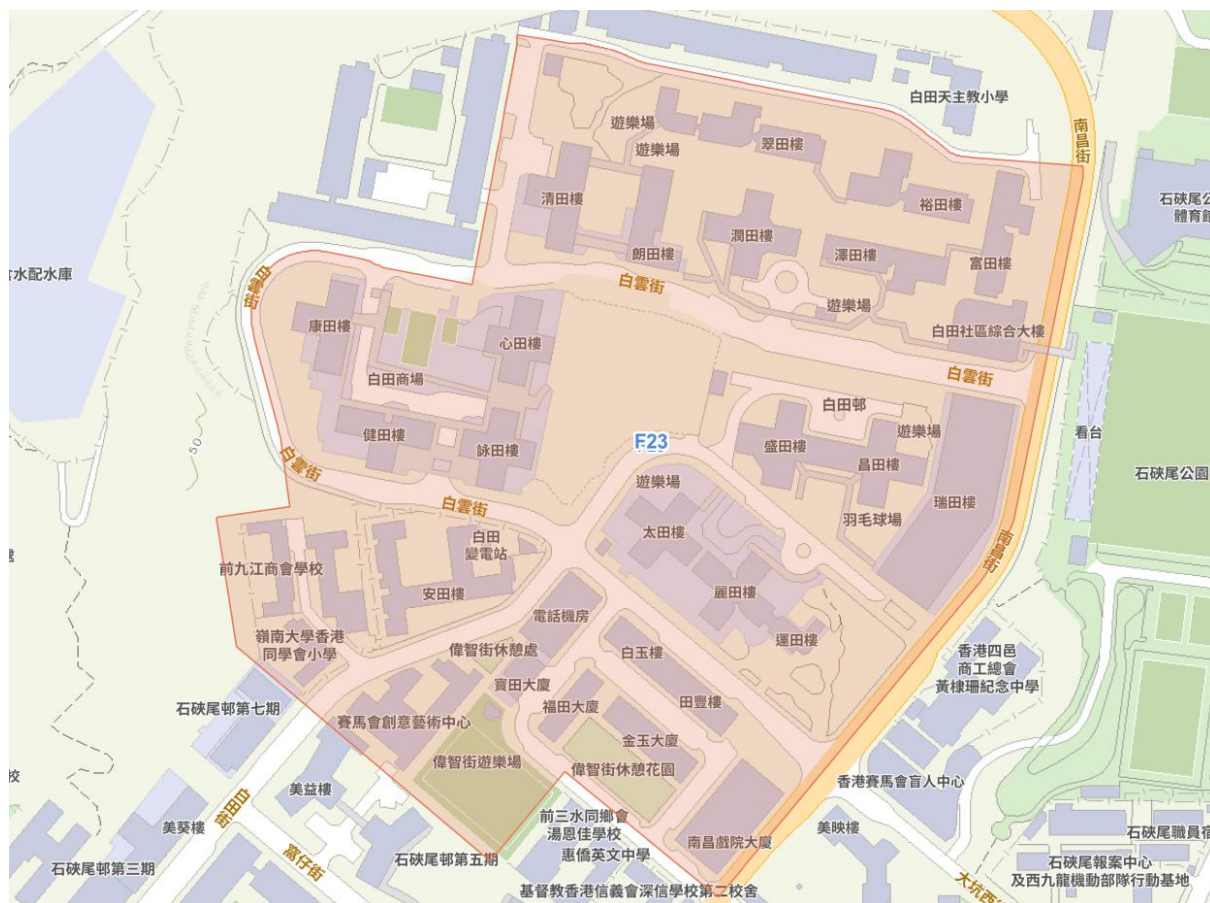 白田天主教小學
遊樂場
遊樂場
翠田樓
南昌街
清田樓
裕田樓
石硤尾公
體育館
朗田樓
潤田樓
澤田樓
富田樓
食水配水庫
白雲街
白雲街
遊樂場
康田樓
心田樓
白田社區綜合大樓
白田商場
白雲街
白田邨
看台
健田樓
詠田樓
F23
盛田樓
遊樂場
昌田樓
石硤尾公園
50
白雲街
白雲街
遊樂場
瑞田樓
羽毛球場
太田樓
白田
變電站
南昌街
前九江商會學校
安田樓
麗田樓
電話機房
嶺南大學香港
同學會小學
偉智街休憩處
白玉樓
運田樓
香港四邑
商工總會
黃棣珊紀念中學
寶田大廈
田豐樓
石硤尾邨第七期
賽馬會創意藝術中心
福田大廈
金玉大廈
偉智街遊樂場
偉智街休憩花園
校
美益樓
香港賽馬會盲人中心
白田街
前三水同鄉會
湯恩佳學校
美葵樓
南昌戲院大廈
美映樓
石硤尾職員宿
窩仔街
石硤尾邨第五期
惠僑英文中學
石硤尾邨第三期
石硤尾報案中心
及西九龍機動部隊行動基地
大坑西
基督教香港信義會深信學校第二校舍